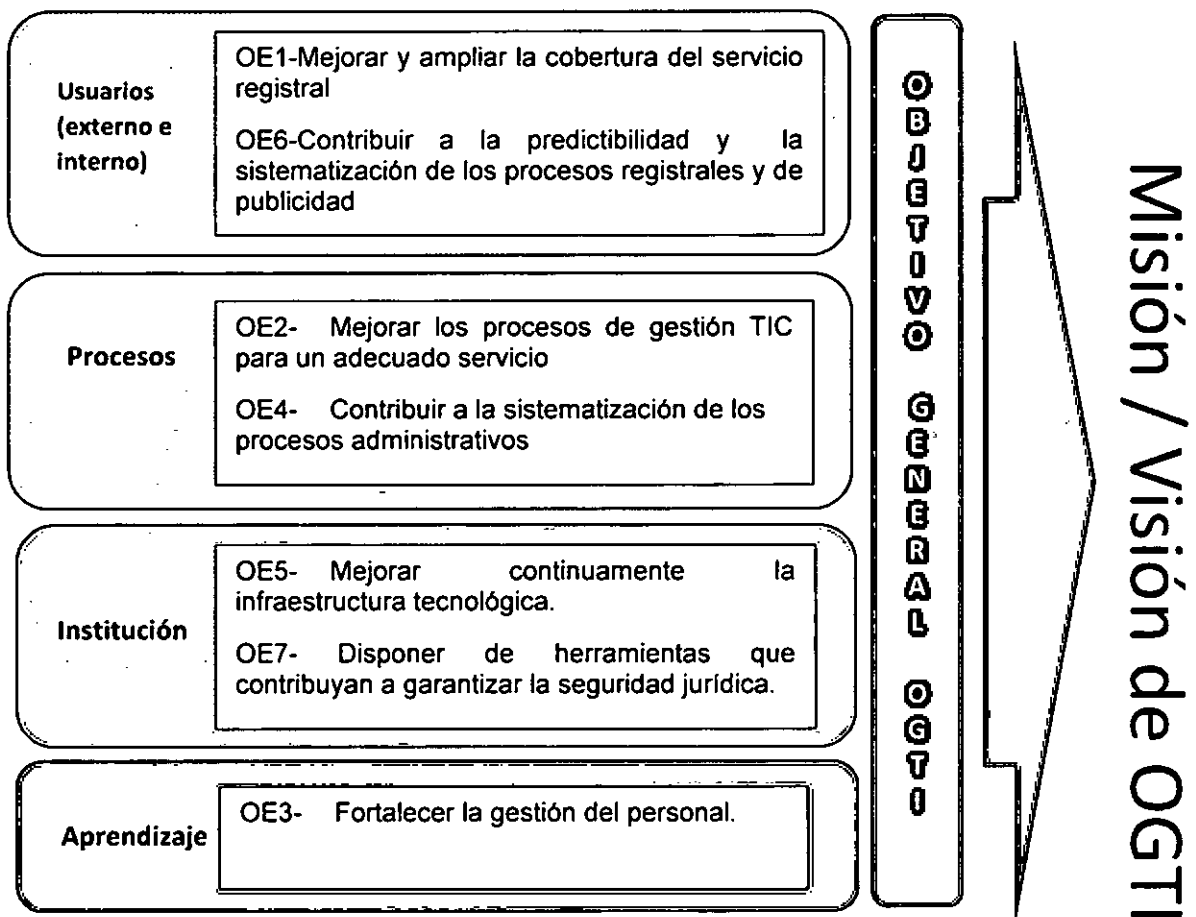 Usuarios
(externo e
interno)
OE1-Mejorar y ampliar la cobertura del servicio
registral
OE6-Contribuir a la predictibilidad y la
sistematización de los procesos registrales y de
publicidad
Procesos
OE2- Mejorar los procesos de gestión TIC
para un adecuado servicio
OE4- Contribuir a la sistematización de los
procesos administrativos
Institución
OE5- Mejorar continuamente la
infraestructura tecnológica.
OE7- Disponer de herramientas que
contribuyan a garantizar la seguridad jurídica.
Aprendizaje
OE3- Fortalecer la gestión del personal.
OBJETIVO GENERAL OGTI
Misión / Visión de OGTI